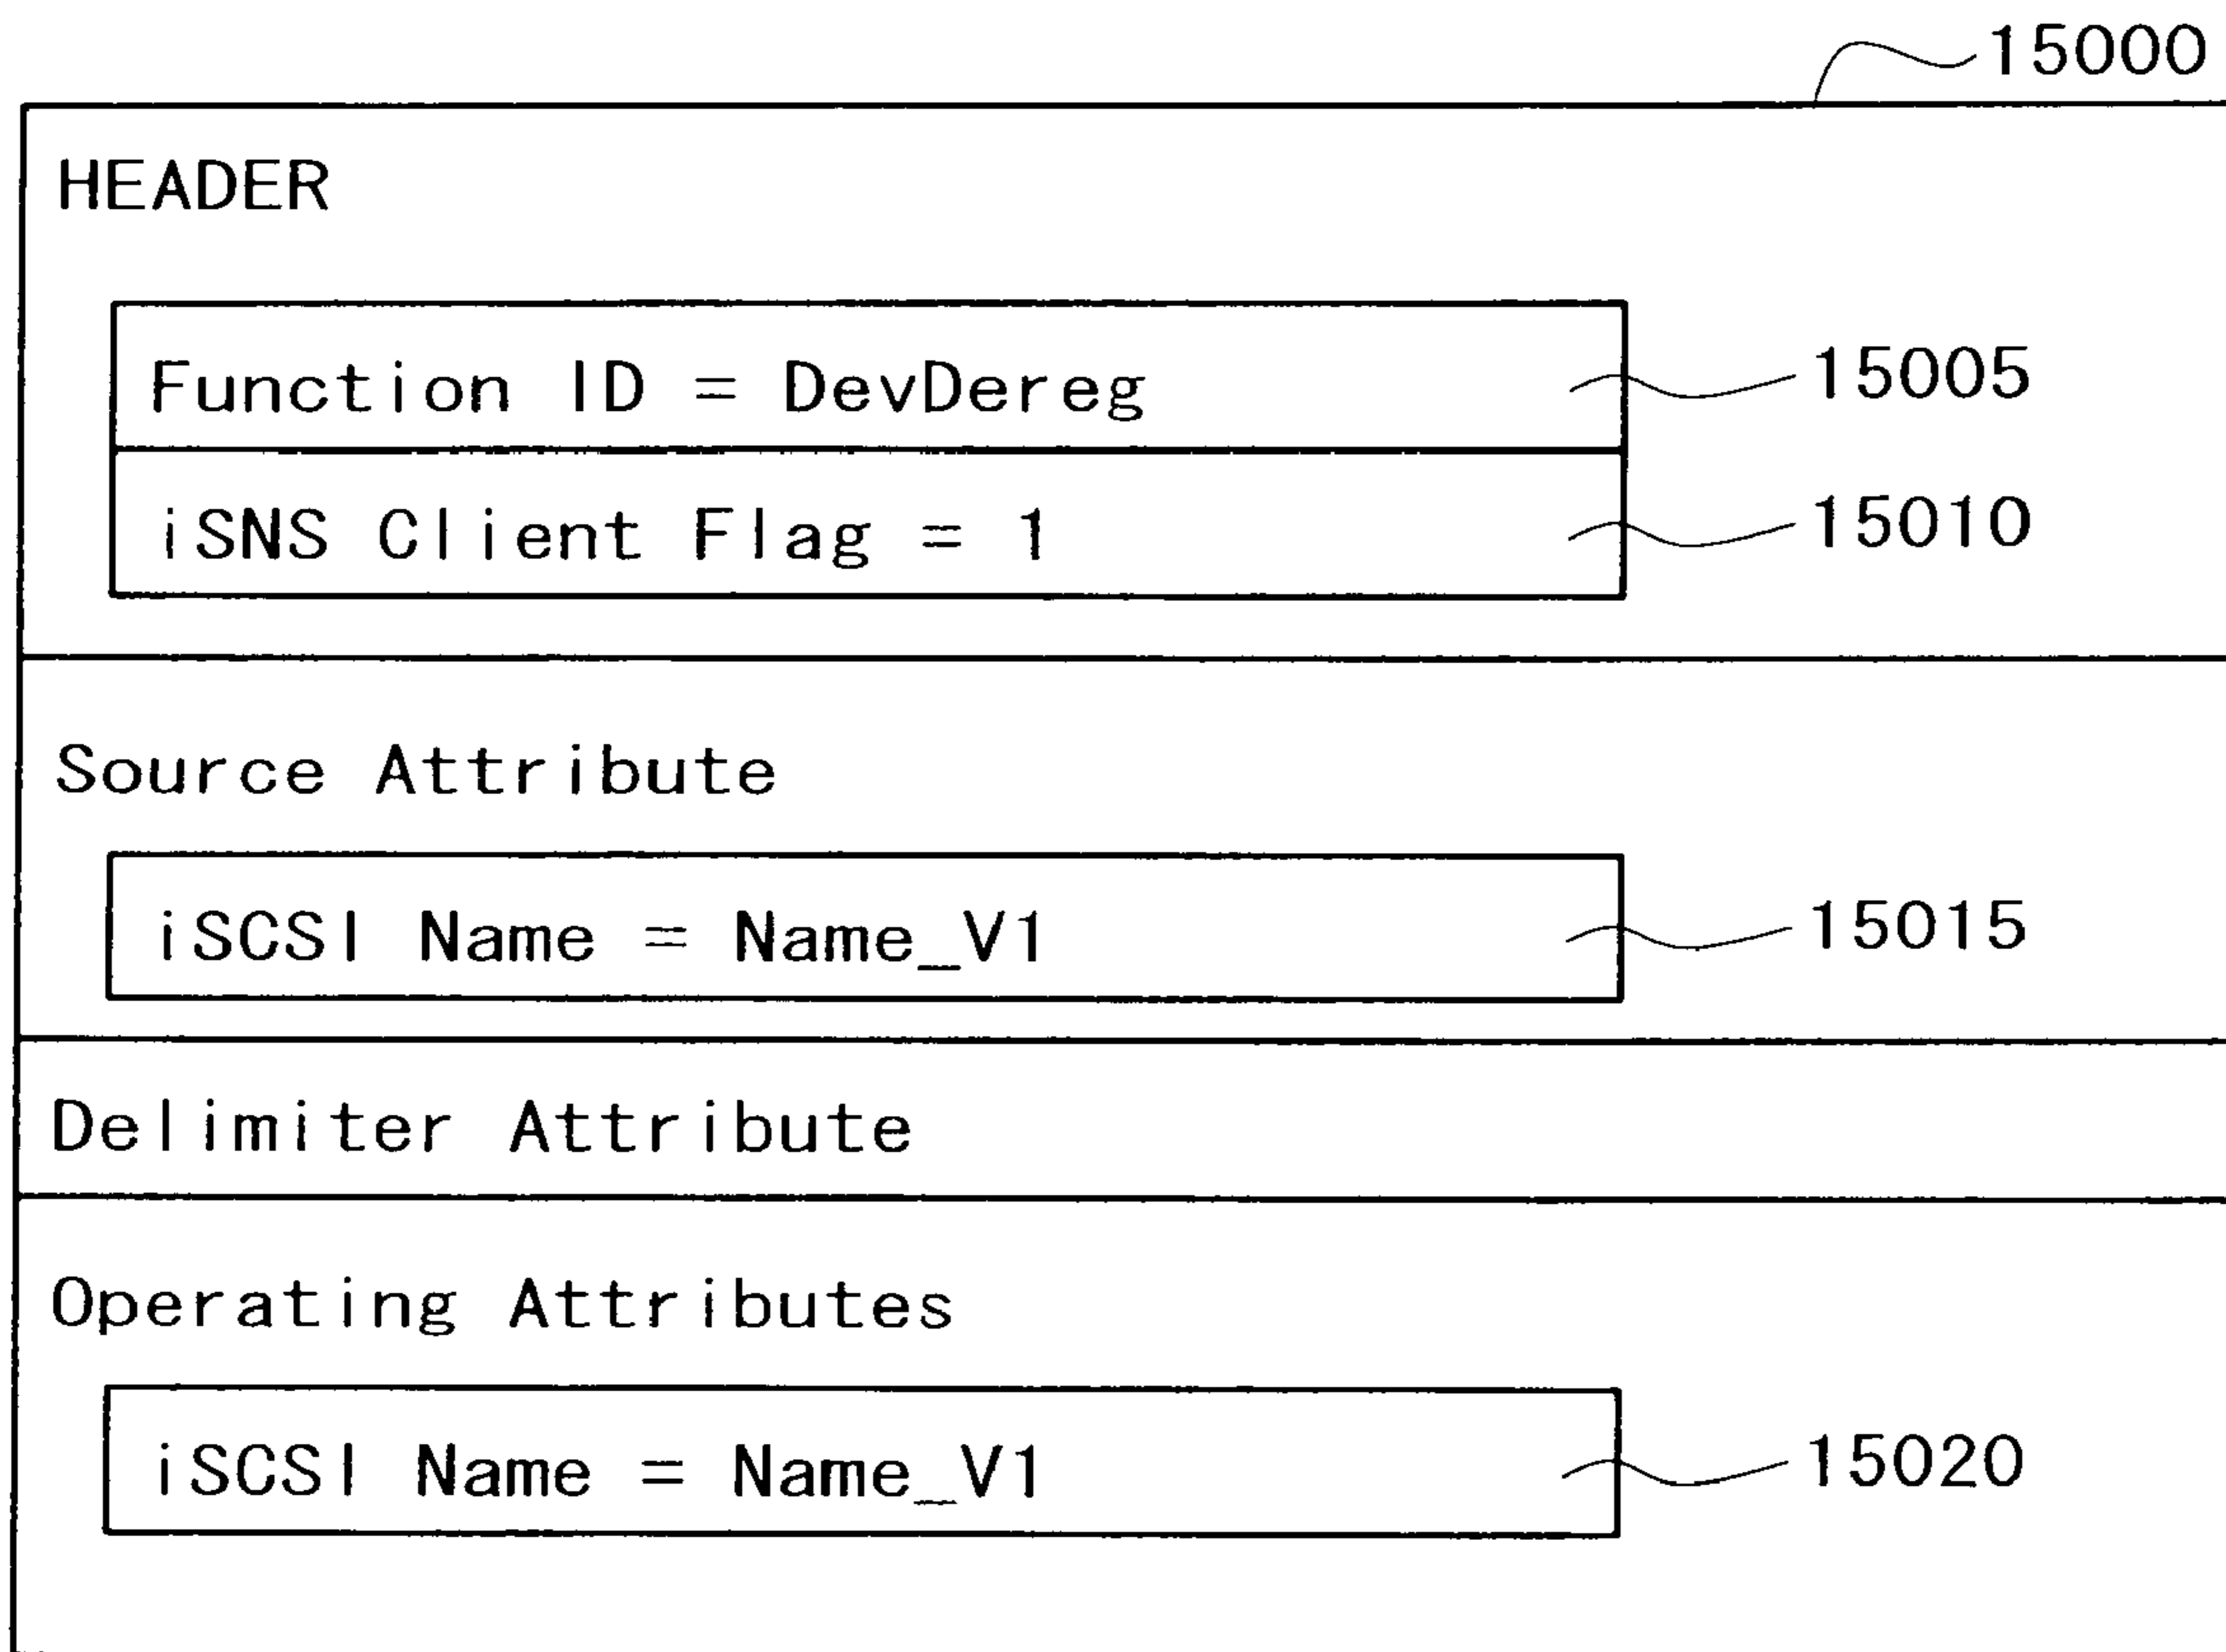 15000
HEADER
Function ID = DevDereg
15005
iSNS Client Flag = 1
15010
Source Attribute
iSCSI Name = Name_V1
15015
Delimiter Attribute
Operating Attributes
iSCSI Name = Name_V1
15020